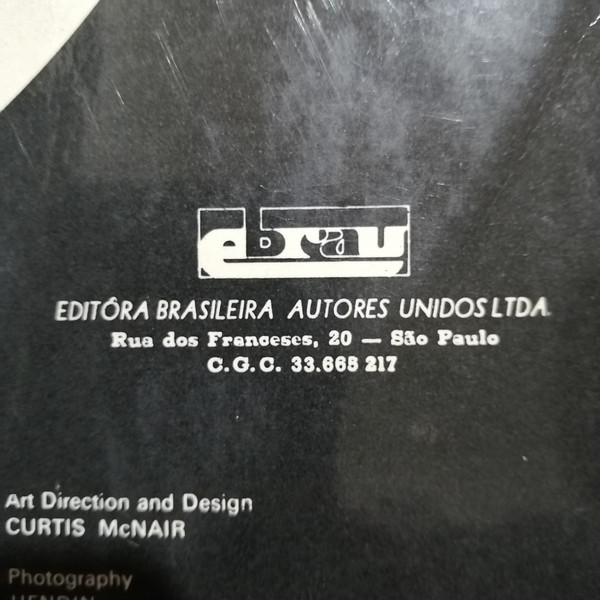 ebrau
EDITÔRA BRASILEIRA AUTORES UNIDOS LTDA.
Rua dos Franceses, 20 — São Paulo
C.G.C. 33.665 217
Art Direction and Design
CURTIS McNAIR
Photography